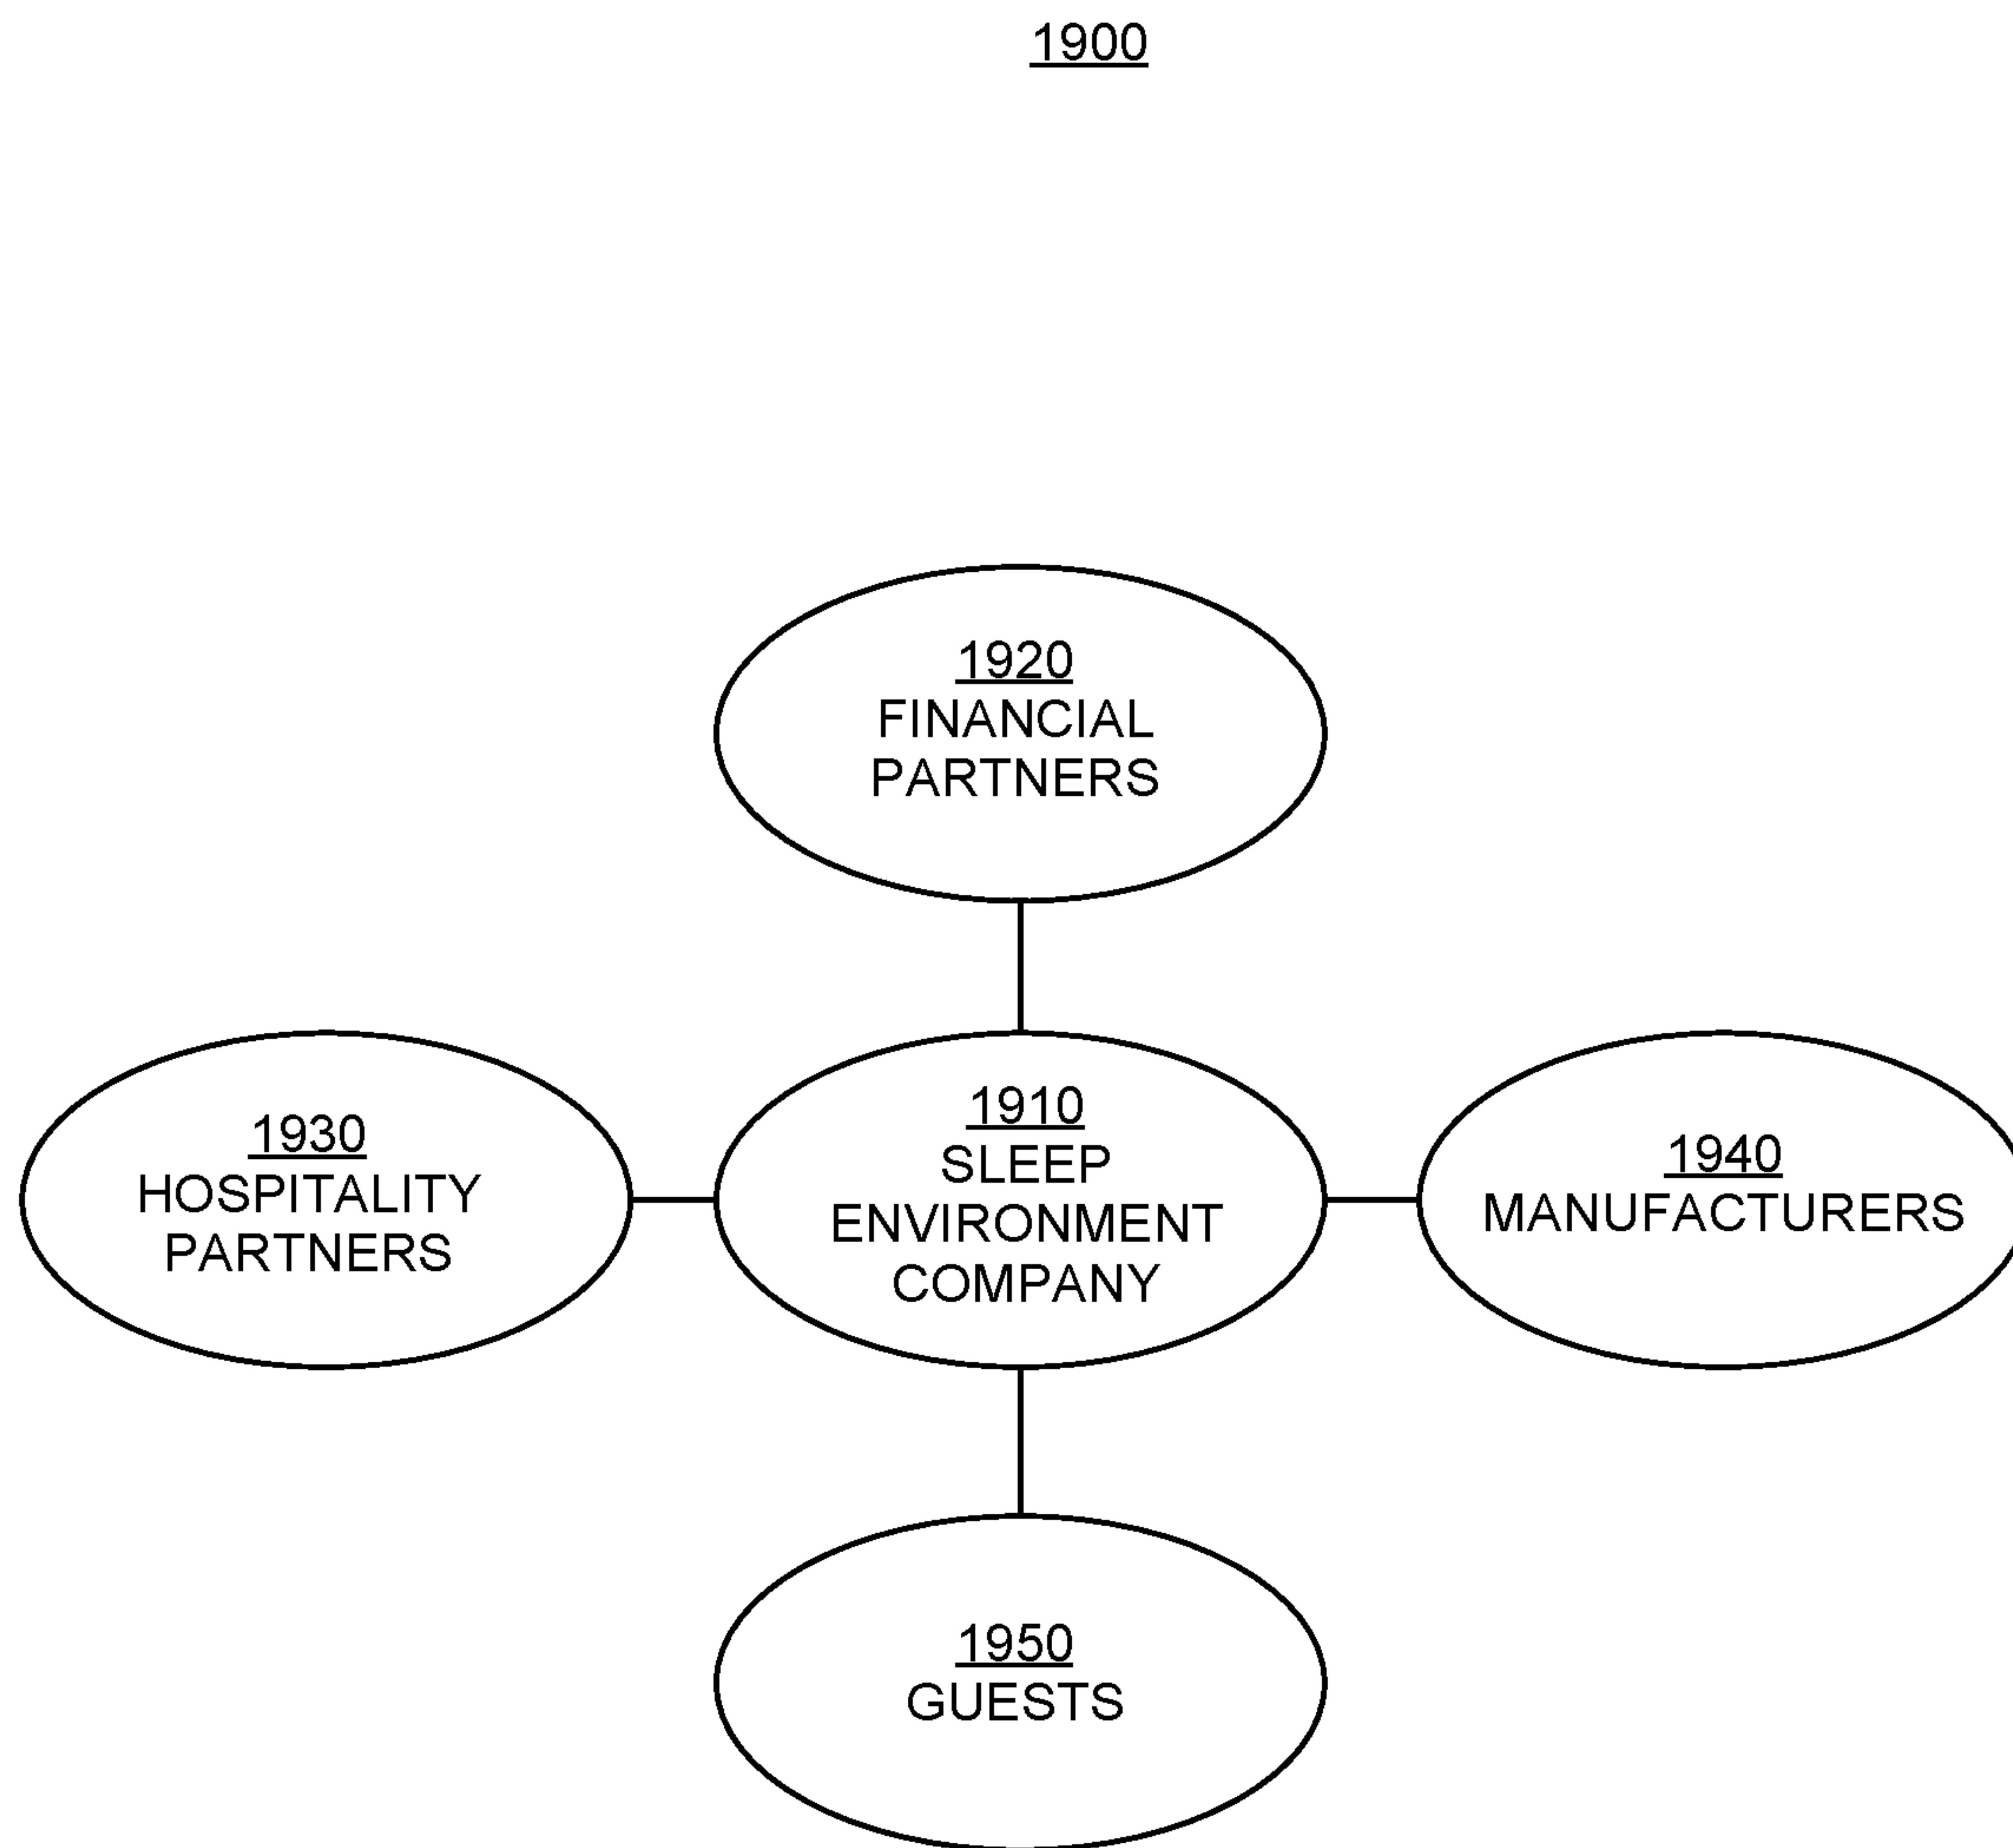 1900
1920
FINANCIAL
PARTNERS
1930
HOSPITALITY
PARTNERS
1910
SLEEP
ENVIRONMENT
COMPANY
1940
MANUFACTURERS
1950
GUESTS